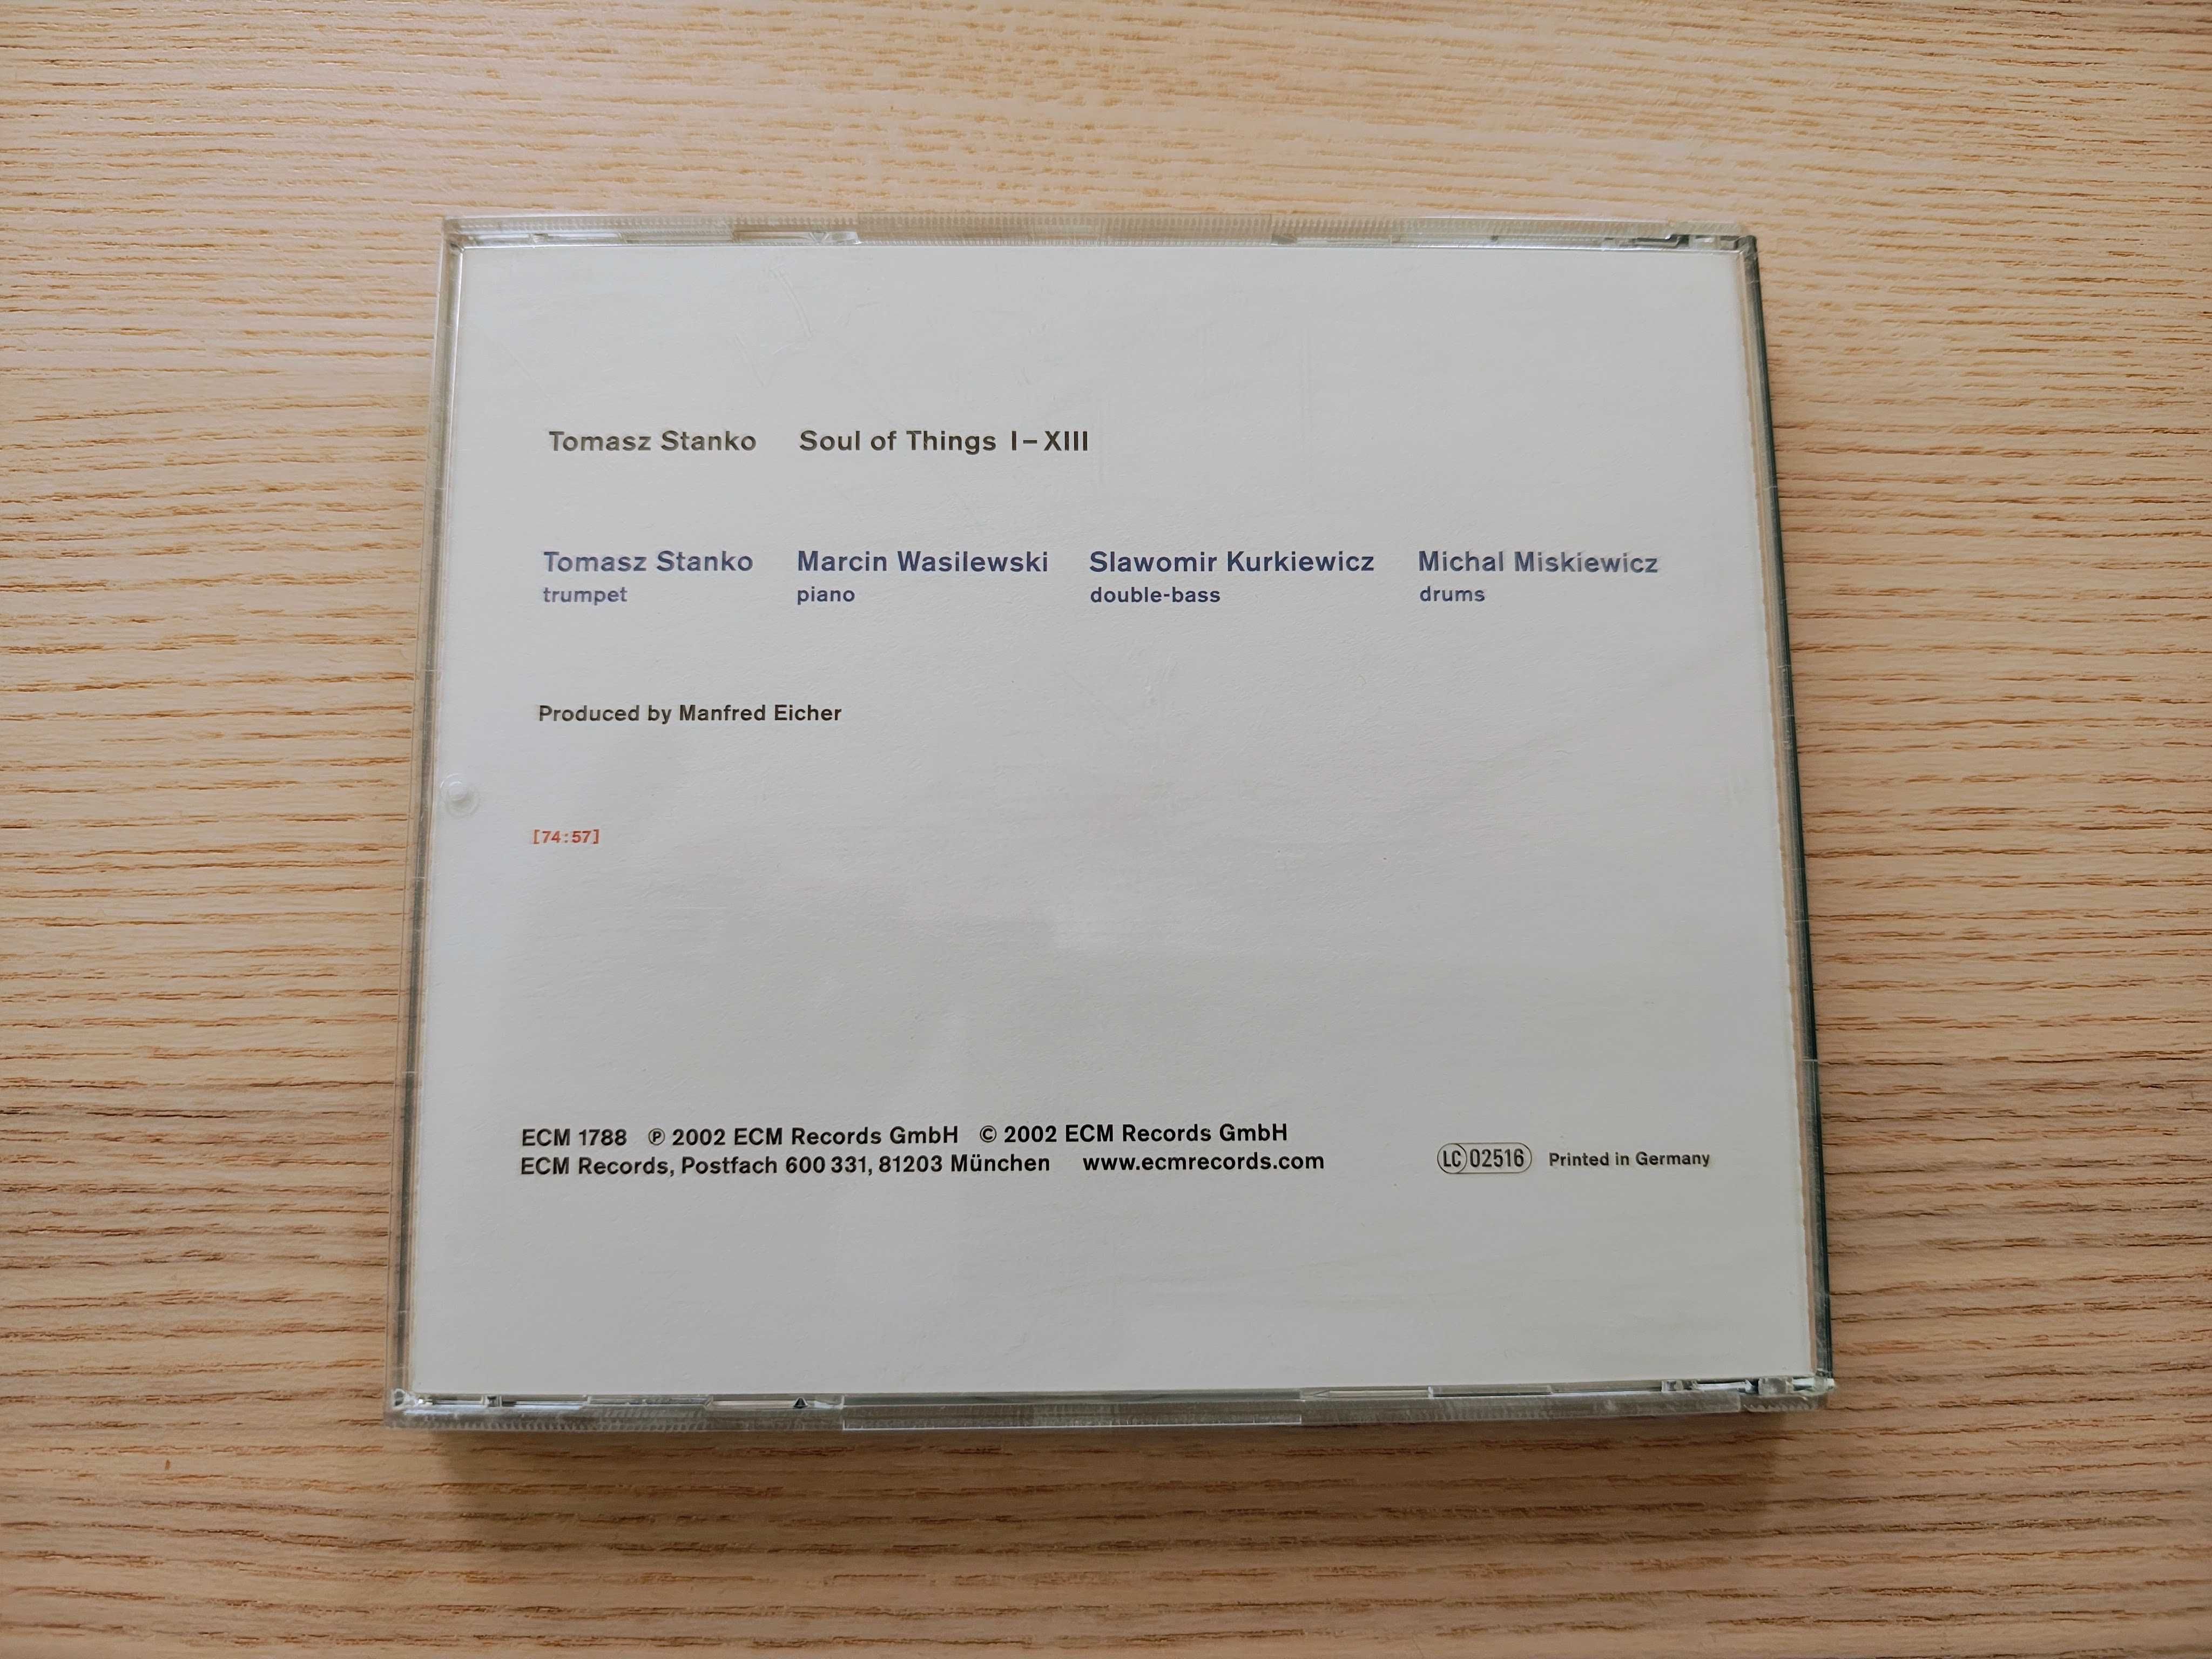 Tomasz Stanko Soul of Things I – XIII
Tomasz Stanko Marcin Wasilewski Slawomir Kurkiewicz Michal Miskiewicz
trumpet piano double-bass drums
Produced by Manfred Eicher
[74:57]
ECM 1788 ℗ 2002 ECM Records GmbH © 2002 ECM Records GmbH
ECM Records, Postfach 600 331, 81203 München www.ecmrecords.com
LC 02516 Printed in Germany